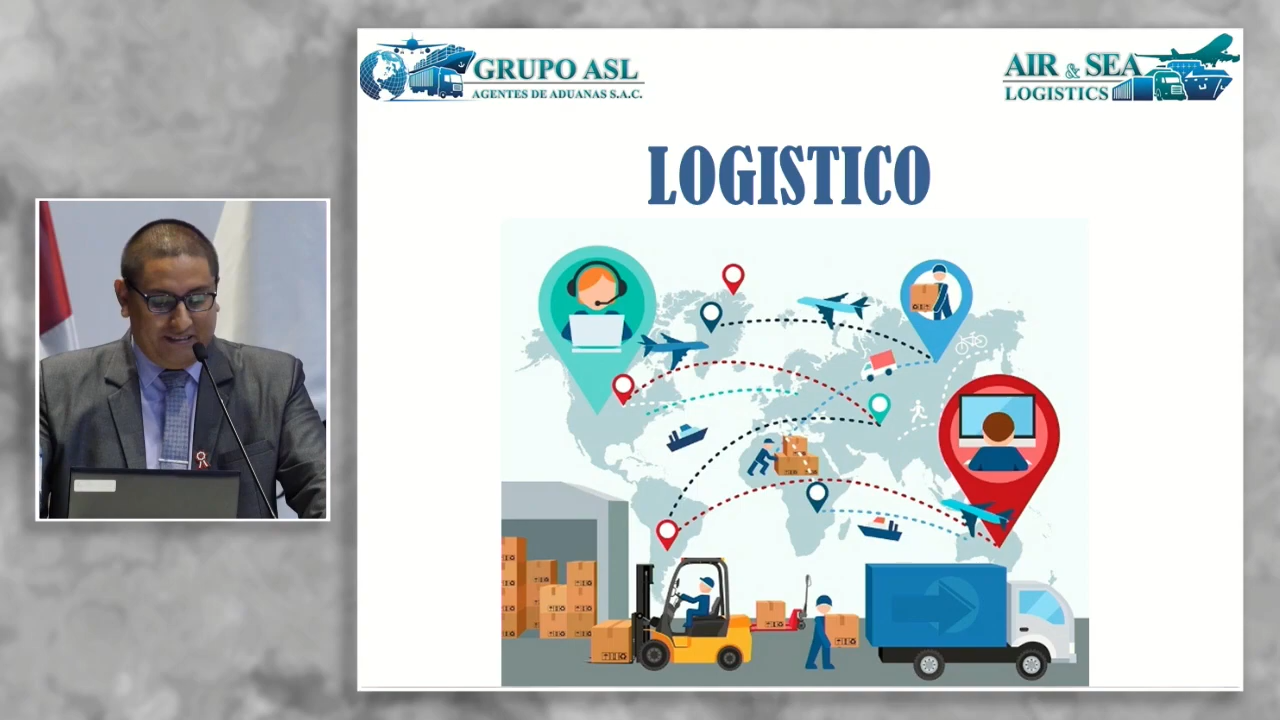 GRUPO ASL
AGENTES DE ADUANAS S.A.C.
AIR & SEA
LOGISTICS
LOGISTICO